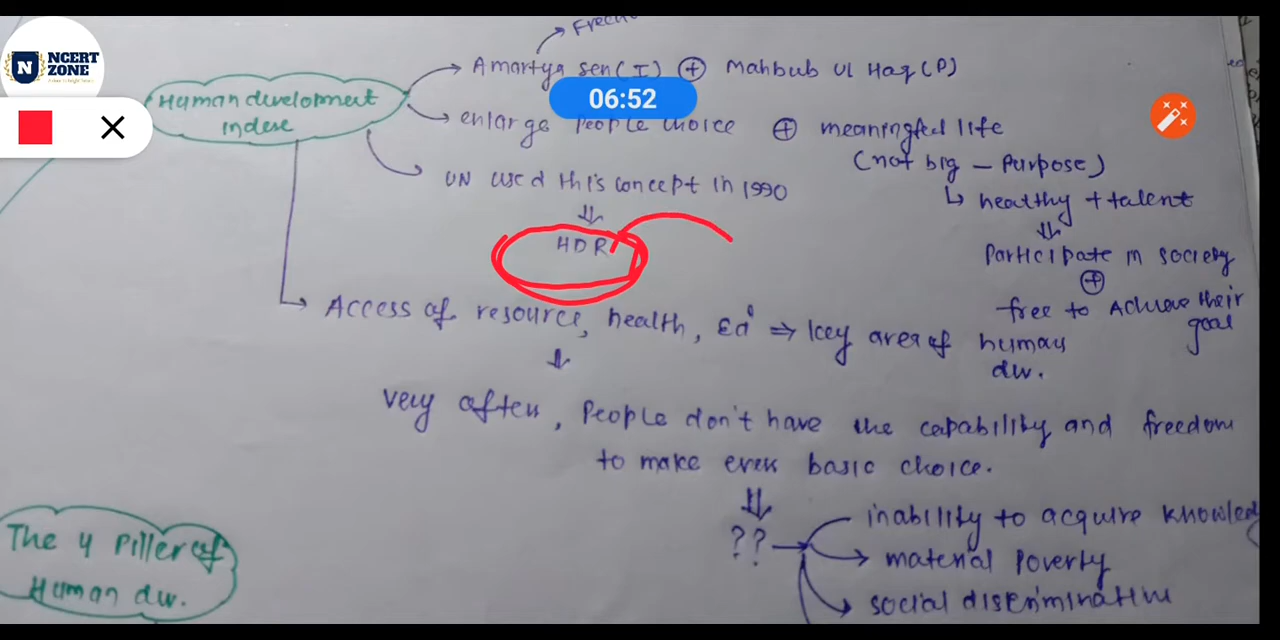 NCERT
ZONE
Freed
Amartya Sen (I) + Mahbub Ul Haq (P)
06:52
Human development
index
enlarge people choice + meaningful life
(not big - Purpose)
UN used this concept in 1990
healthy + talent
HDR
Participate in society
+
free to Achieve their
goal
Access of resource, health, Edn ⇒ key area of human
dev.
very often, People don't have the capability and freedom
to make even basic choice.
??
inability to acquire knowled
material poverty
social discriminative
The 4 Piller of
Human dev.